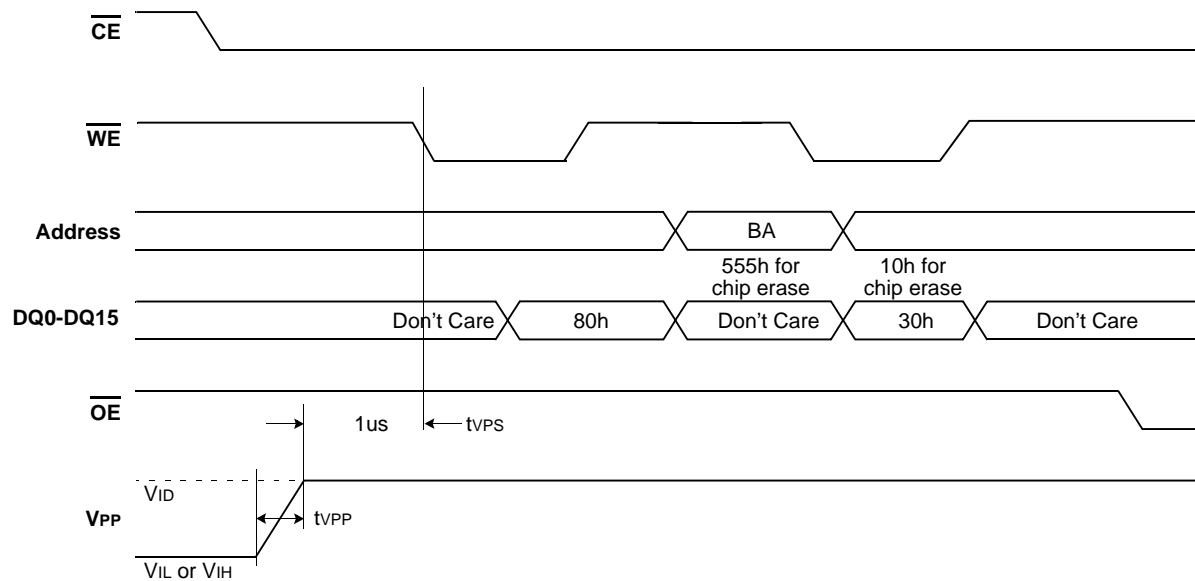 CE
WE
Address
BA
555h for
chip erase
10h for
chip erase
DQ0-DQ15
Don't Care
80h
Don't Care
30h
Don't Care
OE
1us
tVPS
VID
VPP
tVPP
VIL or VIH